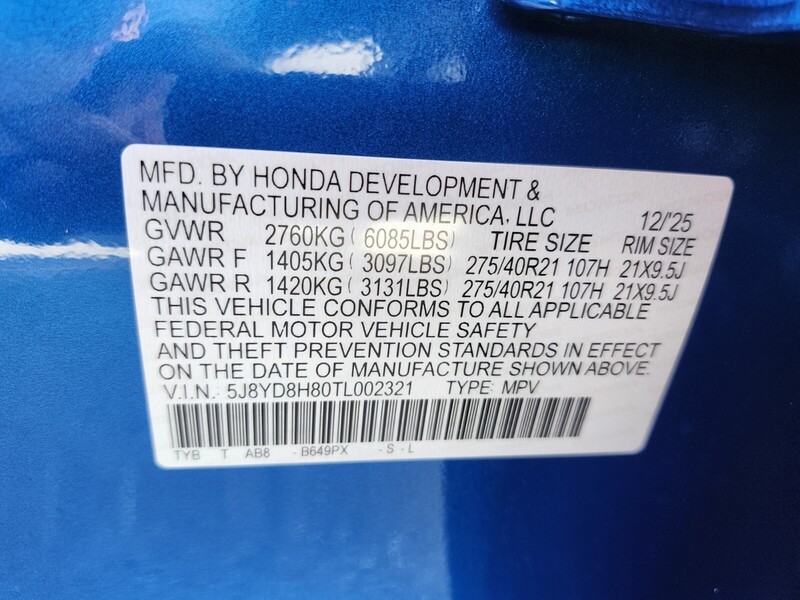 MFD. BY HONDA DEVELOPMENT &
MANUFACTURING OF AMERICA, LLC 12/'25
GVWR 2760KG ( 6085LBS) TIRE SIZE RIM SIZE
GAWR F 1405KG ( 3097LBS) 275/40R21 107H 21X9.5J
GAWR R 1420KG ( 3131LBS) 275/40R21 107H 21X9.5J
THIS VEHICLE CONFORMS TO ALL APPLICABLE
FEDERAL MOTOR VEHICLE SAFETY
AND THEFT PREVENTION STANDARDS IN EFFECT
ON THE DATE OF MANUFACTURE SHOWN ABOVE.
V.I.N.: 5J8YD8H80TL002321 TYPE: MPV
TYB T AB8 - B649PX - S - L